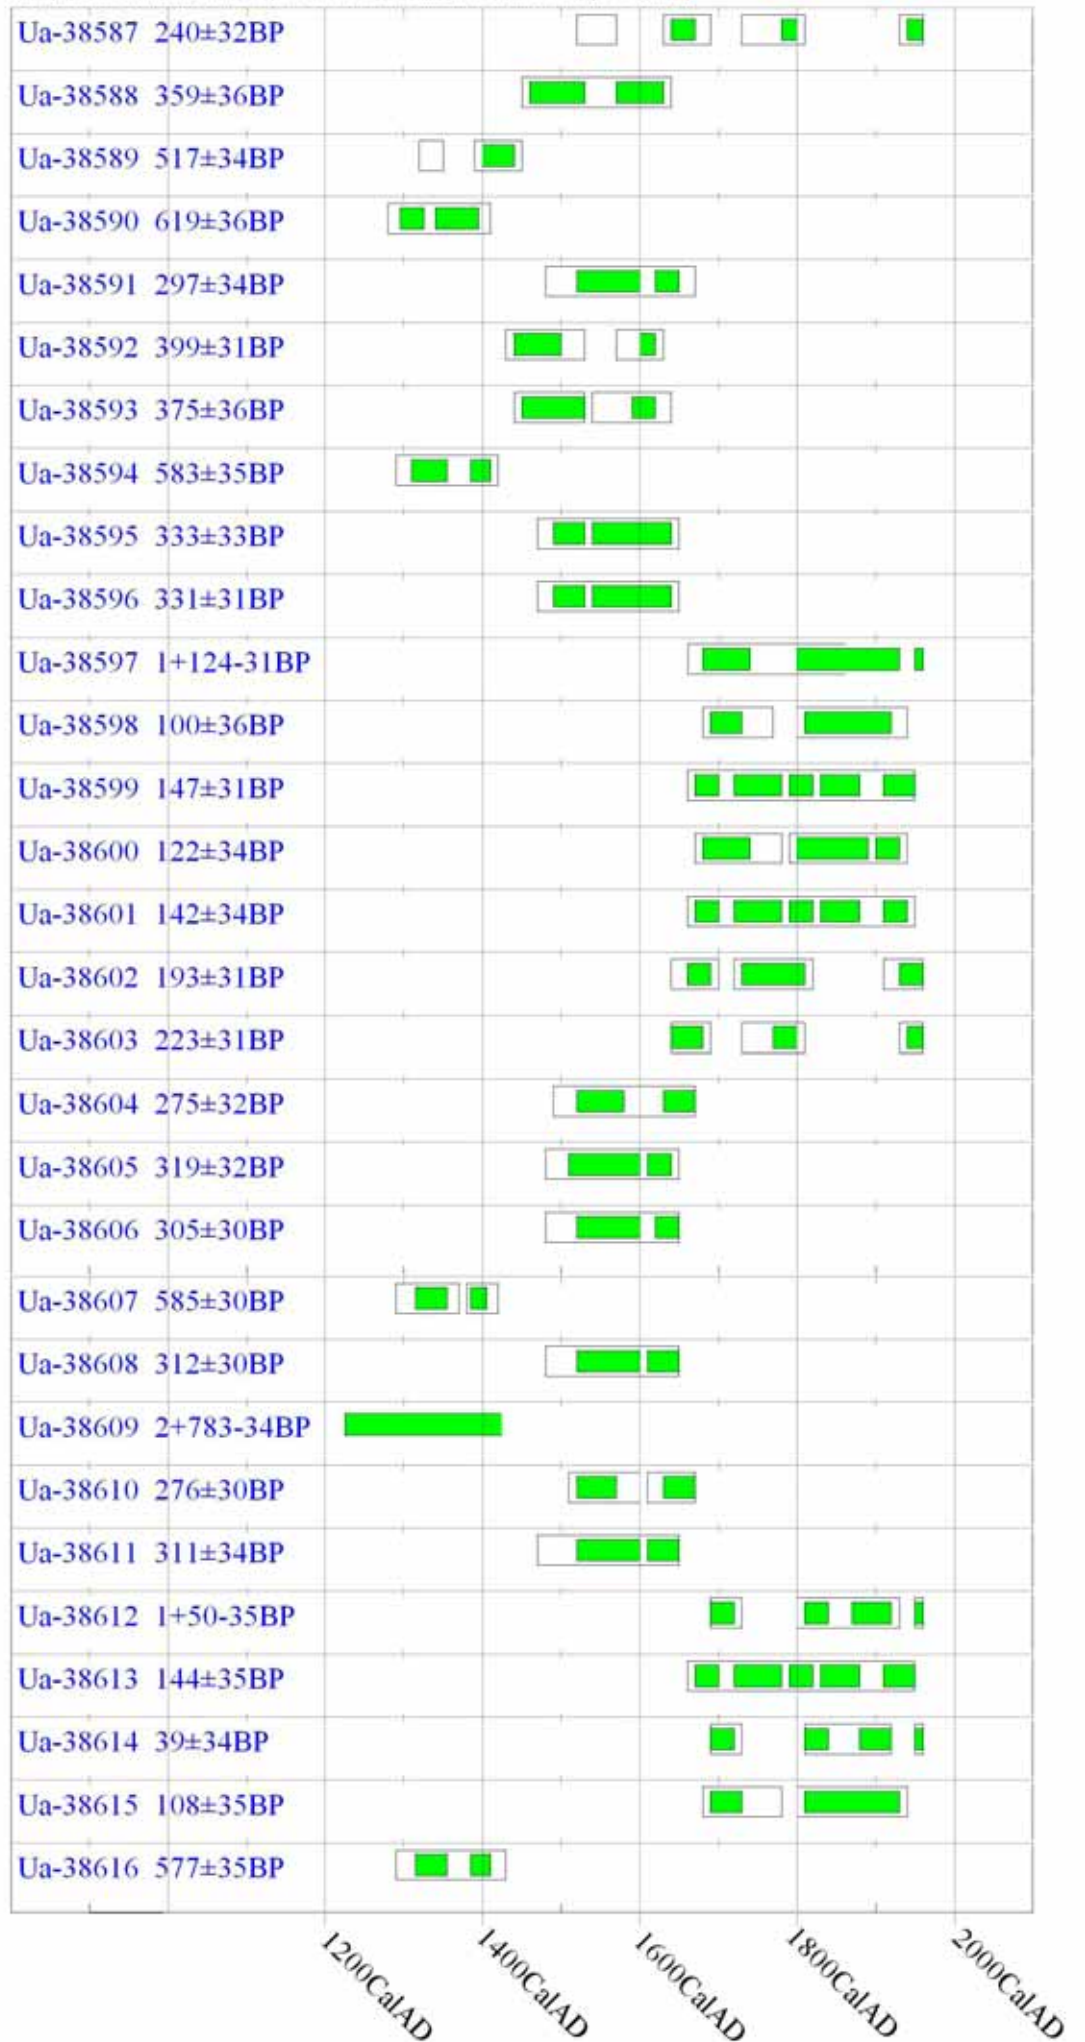 Ua-38587 240±32BP
Ua-38588 359±36BP
Ua-38589 517±34BP
Ua-38590 619±36BP
Ua-38591 297±34BP
Ua-38592 399±31BP
Ua-38593 375±36BP
Ua-38594 583±35BP
Ua-38595 333±33BP
Ua-38596 331±31BP
Ua-38597 1+124-31BP
Ua-38598 100±36BP
Ua-38599 147±31BP
Ua-38600 122±34BP
Ua-38601 142±34BP
Ua-38602 193±31BP
Ua-38603 223±31BP
Ua-38604 275±32BP
Ua-38605 319±32BP
Ua-38606 305±30BP
Ua-38607 585±30BP
Ua-38608 312±30BP
Ua-38609 2+783-34BP
Ua-38610 276±30BP
Ua-38611 311±34BP
Ua-38612 1+50-35BP
Ua-38613 144±35BP
Ua-38614 39±34BP
Ua-38615 108±35BP
Ua-38616 577±35BP
1200CalAD 1400CalAD 1600CalAD 1800CalAD 2000CalAD